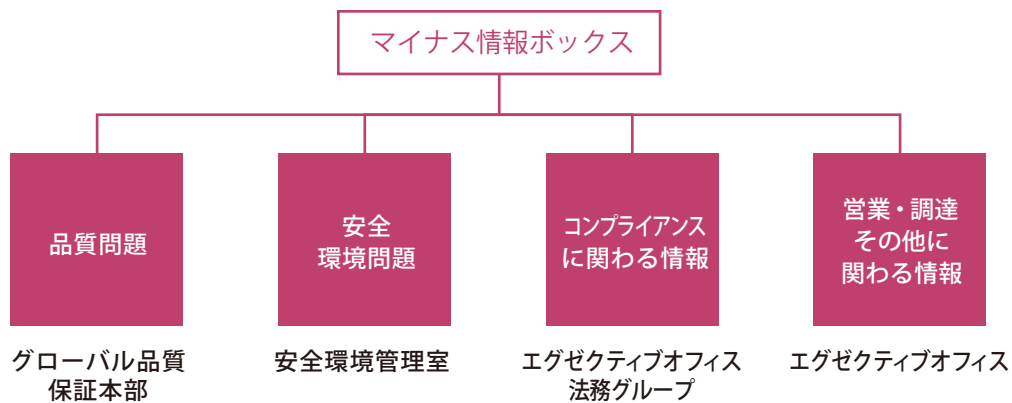 マイナス情報ボックス
品質問題
安全
環境問題
コンプライアンス
に関わる情報
営業・調達
その他に
関わる情報
グローバル品質
保証本部
安全環境管理室
エグゼクティブオフィス
法務グループ
エグゼクティブオフィス